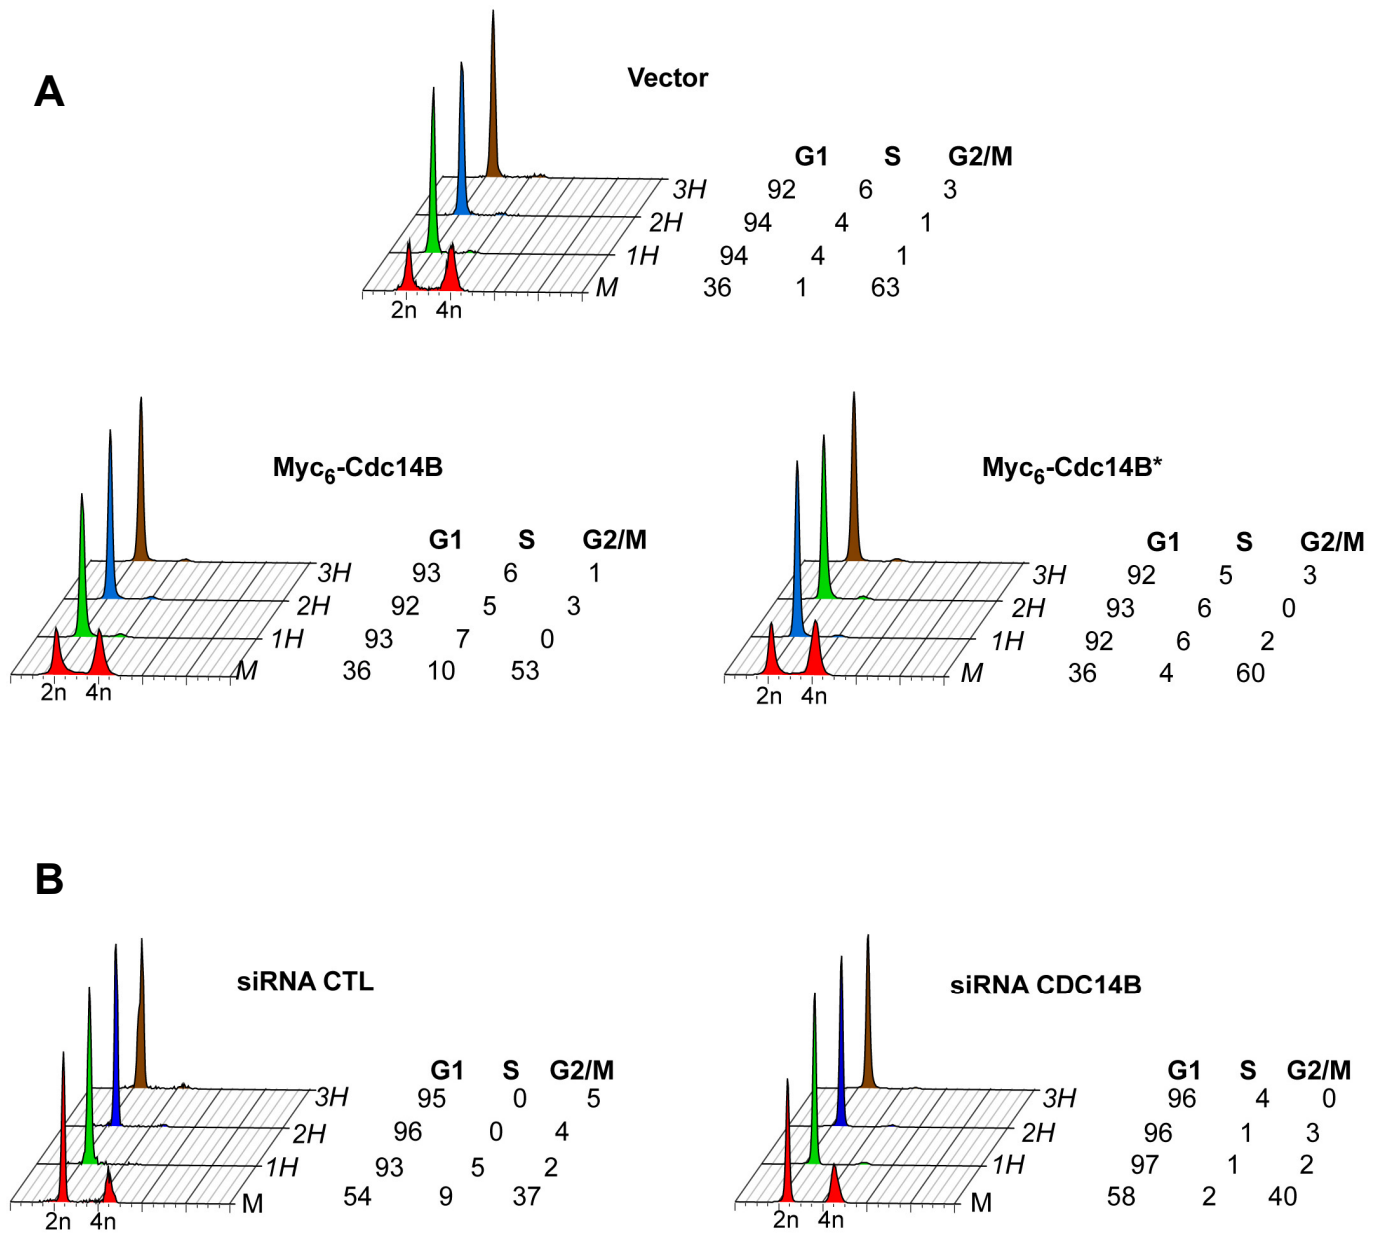 A
Vector
G1 S G2/M
3H 92 6 3
2H 94 4 1
1H 94 4 1
M 36 1 63
2n 4n
Myc6-Cdc14B
G1 S G2/M
3H 93 6 1
2H 92 5 3
1H 93 7 0
M 36 10 53
2n 4n
Myc6-Cdc14B*
G1 S G2/M
3H 92 5 3
2H 93 6 0
1H 92 6 2
M 36 4 60
2n 4n
B
siRNA CTL
G1 S G2/M
3H 95 0 5
2H 96 0 4
1H 93 5 2
M 54 9 37
2n 4n
siRNA CDC14B
G1 S G2/M
3H 96 4 0
2H 96 1 3
1H 97 1 2
M 58 2 40
2n 4n